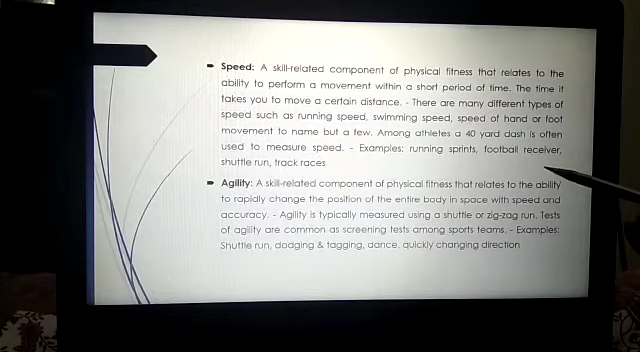 Speed: A skill-related component of physical fitness that relates to the
ability to perform a movement within a short period of time. The time it
takes you to move a certain distance. - There are many different types of
speed such as running speed, swimming speed, speed of hand or foot
movement to name but a few. Among athletes a 40 yard dash is often
used to measure speed. - Examples: running sprints, football receiver,
shuttle run, track races
Agility: A skill-related component of physical fitness that relates to the ability
to rapidly change the position of the entire body in space with speed and
accuracy. - Agility is typically measured using a shuttle or zig-zag run. Tests
of agility are common as screening tests among sports teams. - Examples:
Shuttle run, dodging & tagging, dance, quickly changing direction